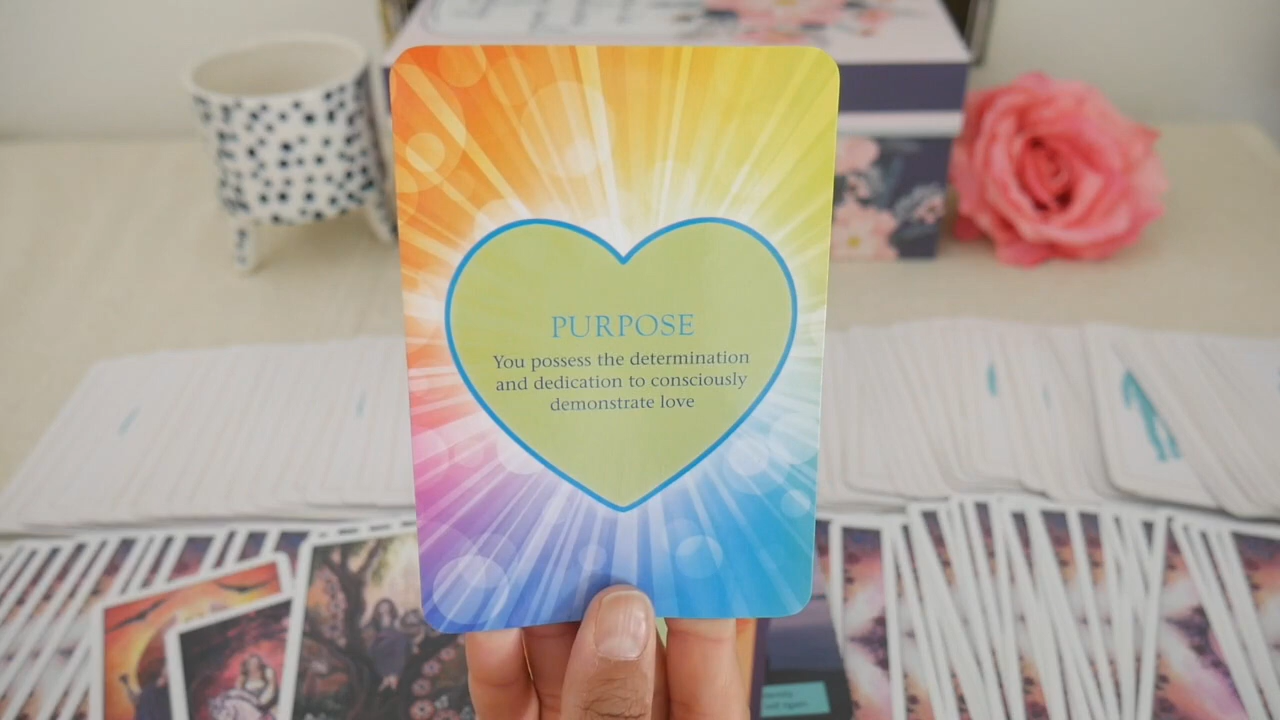 PURPOSE
You possess the determination
and dedication to consciously
demonstrate love